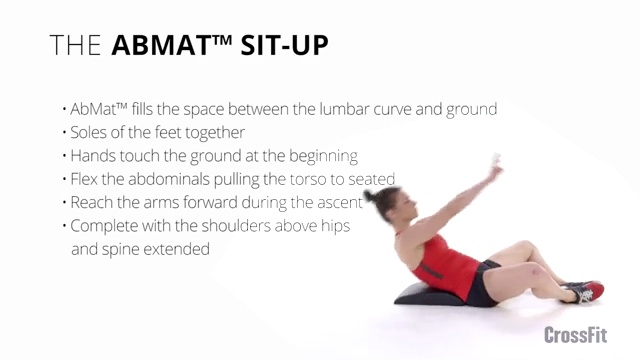 THE ABMAT™ SIT-UP
• AbMat™ fills the space between the lumbar curve and ground
• Soles of the feet together
• Hands touch the ground at the beginning
• Flex the abdominals pulling the torso to seated
• Reach the arms forward during the ascent
• Complete with the shoulders above hips
and spine extended
CrossFit